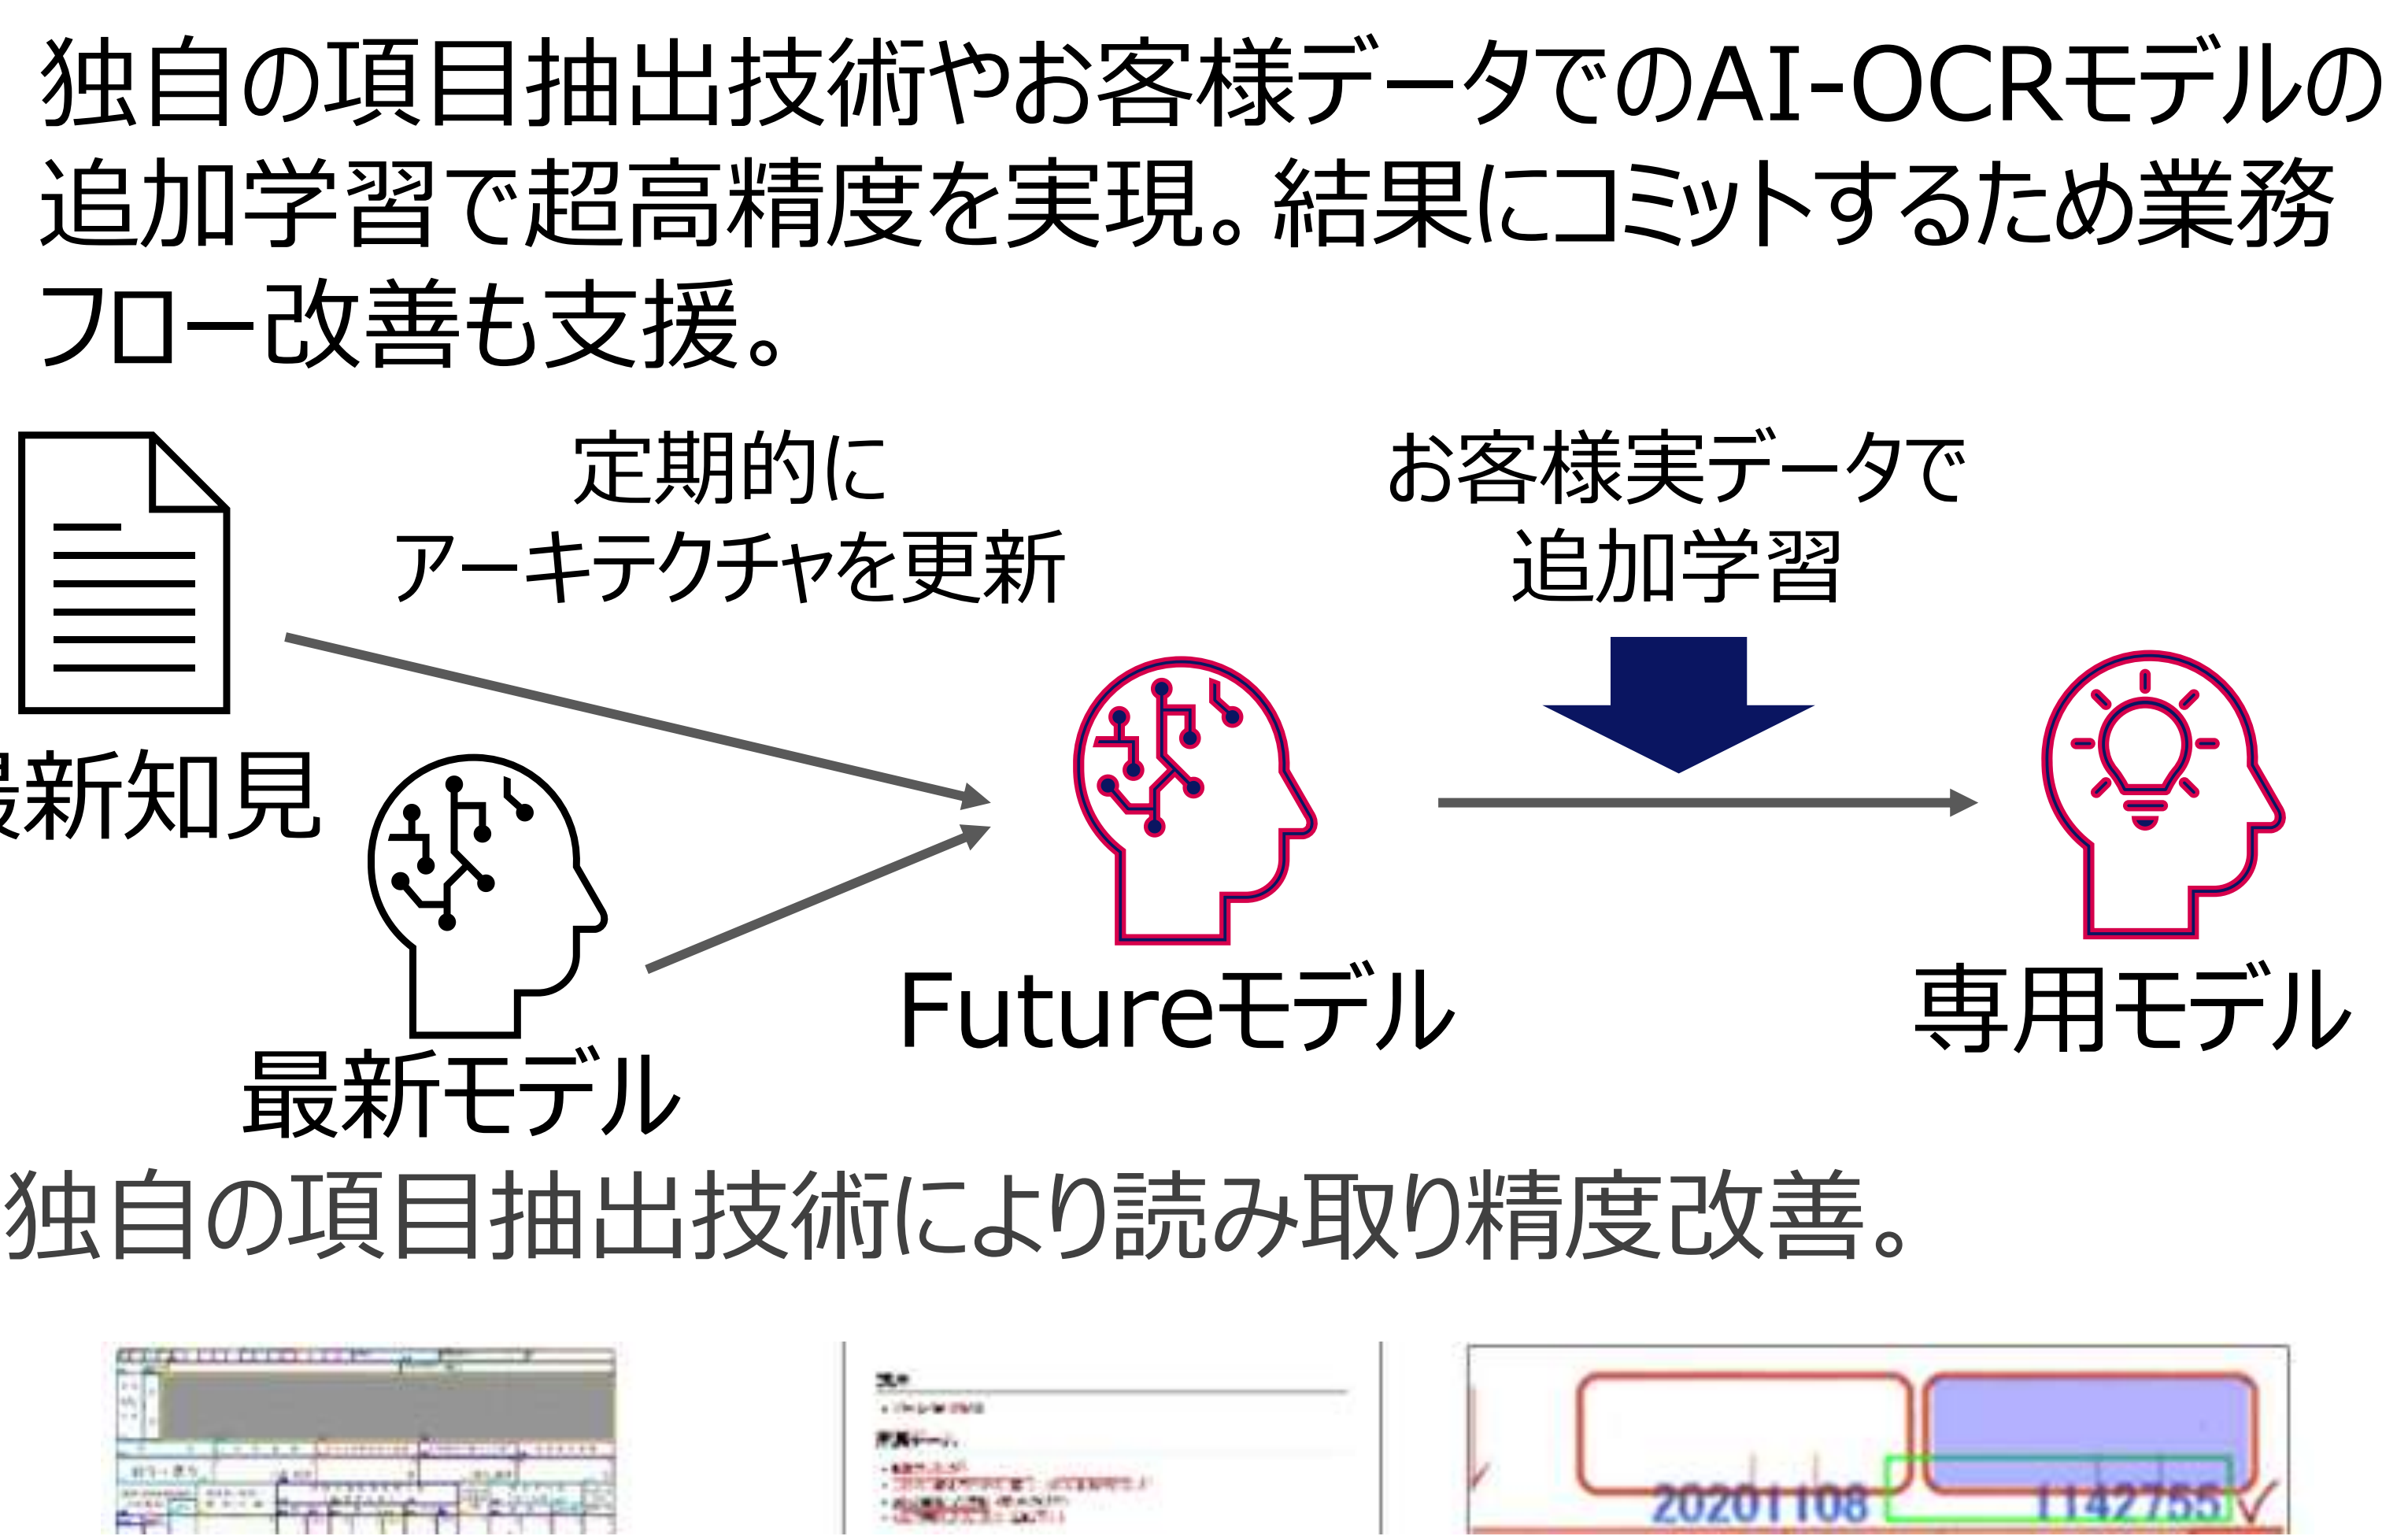 独自の項目抽出技術やお客様データでのAI-OCRモデルの
追加学習で超高精度を実現。結果にコミットするため業務
フロー改善も支援。
定期的に
アーキテクチャを更新
お客様実データで
追加学習
最新知見
Futureモデル
専用モデル
最新モデル
独自の項目抽出技術により読み取り精度改善。
20201108
1142755